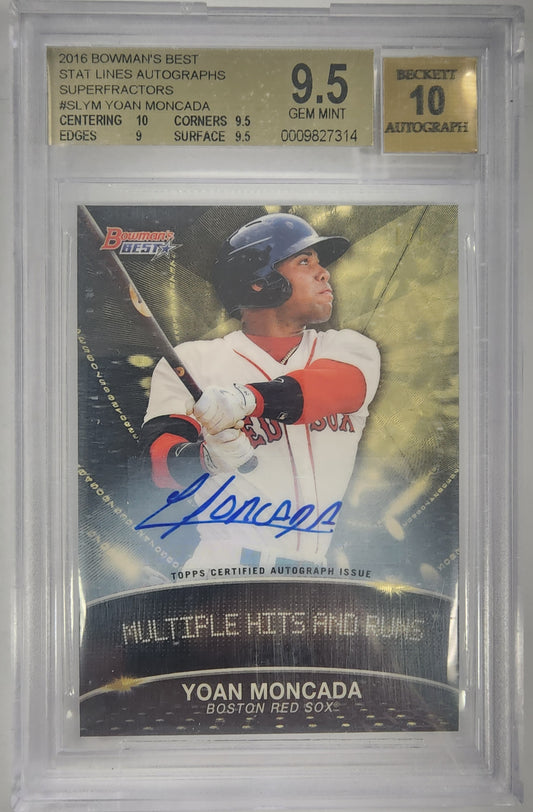 2016 BOWMAN'S BEST
STAT LINES AUTOGRAPHS
SUPERFRACTORS
#SLYM YOAN MONCADA
CENTERING 10 CORNERS 9.5
EDGES 9 SURFACE 9.5
9.5
GEM MINT
0009827314
BECKETT
10
AUTOGRAPH
Bowman's
BEST
RED SOX
Y Moncada
TOPPS CERTIFIED AUTOGRAPH ISSUE
MULTIPLE HITS AND RUNS
YOAN MONCADA
BOSTON RED SOX®